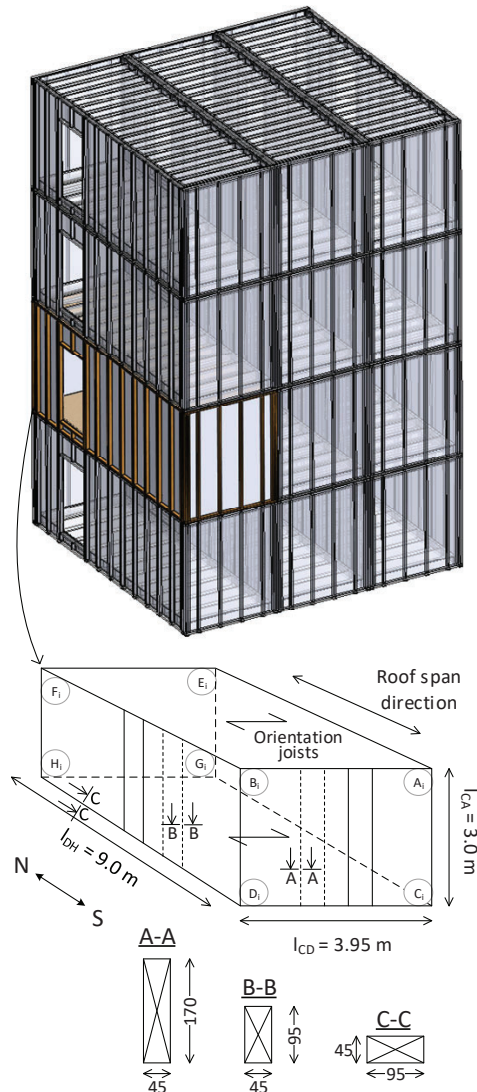 Fᵢ
Eᵢ
Roof span
direction
Orientation
joists
Hᵢ
Gᵢ
Bᵢ
Aᵢ
C
C
B B
A A
l_CA = 3.0 m
l_DH = 9.0 m
Dᵢ
Cᵢ
N
S
l_CD = 3.95 m
A-A
170
45
B-B
95
45
C-C
45
95